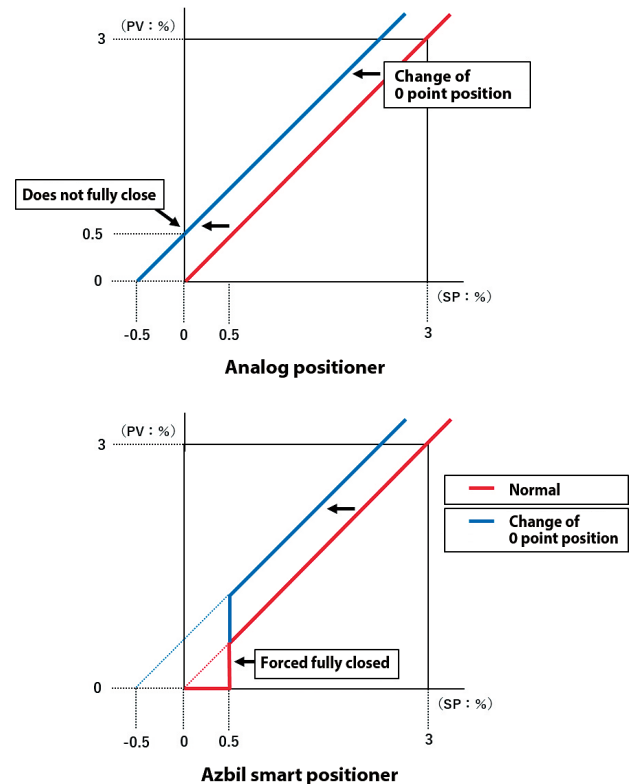 (PV：%)
3
Change of
0 point position
Does not fully close
0.5
0
(SP：%)
-0.5 0 0.5 3
Analog positioner
(PV：%)
3
Normal
Change of
0 point position
Forced fully closed
0
(SP：%)
-0.5 0 0.5 3
Azbil smart positioner